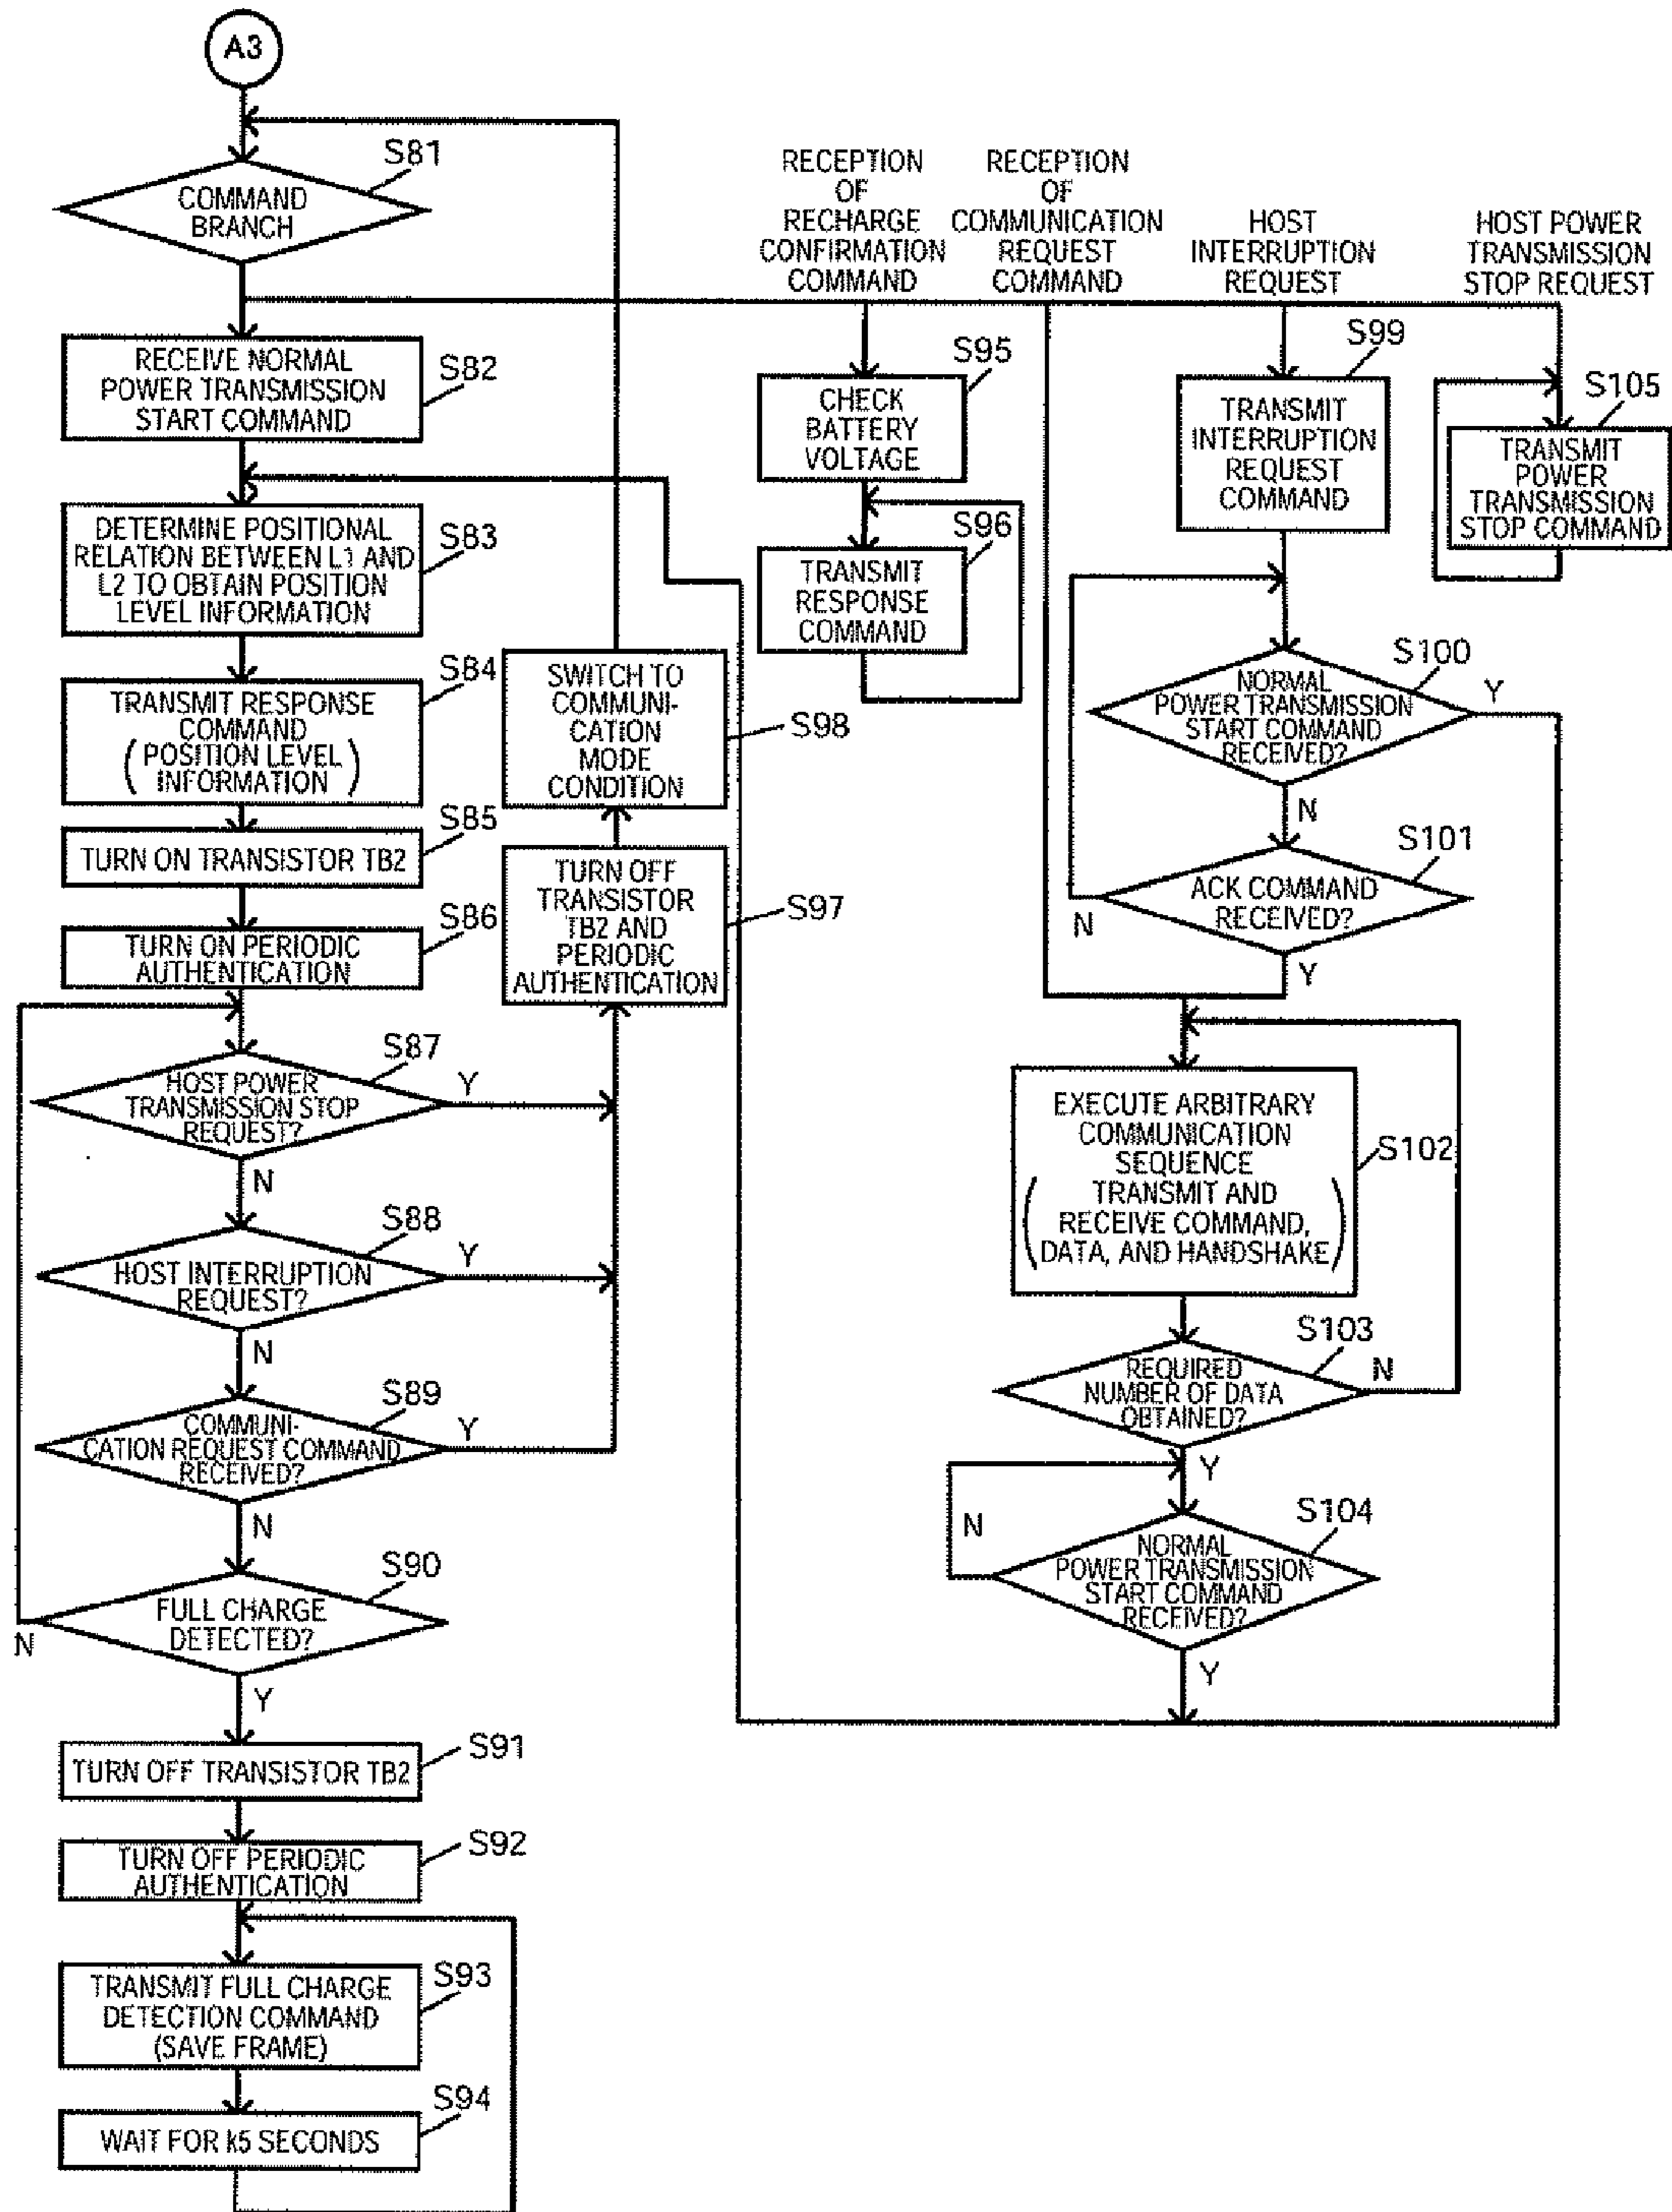 A3
S81
COMMAND
BRANCH
RECEPTION
OF
RECHARGE
CONFIRMATION
COMMAND
RECEPTION
OF
COMMUNICATION
REQUEST
COMMAND
HOST
INTERRUPTION
REQUEST
HOST POWER
TRANSMISSION
STOP REQUEST
RECEIVE NORMAL
POWER TRANSMISSION
START COMMAND
S82
DETERMINE POSITIONAL
RELATION BETWEEN L1 AND
L2 TO OBTAIN POSITION
LEVEL INFORMATION
S83
TRANSMIT RESPONSE
COMMAND
(POSITION LEVEL
INFORMATION)
S84
TURN ON TRANSISTOR TB2
S85
TURN ON PERIODIC
AUTHENTICATION
S86
S87
HOST POWER
TRANSMISSION STOP
REQUEST?
Y
N
S88
HOST INTERRUPTION
REQUEST?
Y
N
S89
COMMUNI-
CATION REQUEST COMMAND
RECEIVED?
Y
N
S90
FULL CHARGE
DETECTED?
N
Y
TURN OFF TRANSISTOR TB2
S91
TURN OFF PERIODIC
AUTHENTICATION
S92
TRANSMIT FULL CHARGE
DETECTION COMMAND
(SAVE FRAME)
S93
WAIT FOR k5 SECONDS
S94
SWITCH TO
COMMUNI-
CATION
MODE
CONDITION
S98
TURN OFF
TRANSISTOR
TB2 AND
PERIODIC
AUTHENTICATION
S97
S95
CHECK
BATTERY
VOLTAGE
S96
TRANSMIT
RESPONSE
COMMAND
S99
TRANSMIT
INTERRUPTION
REQUEST
COMMAND
S100
NORMAL
POWER TRANSMISSION
START COMMAND
RECEIVED?
Y
N
S101
ACK COMMAND
RECEIVED?
N
Y
EXECUTE ARBITRARY
COMMUNICATION
SEQUENCE
(TRANSMIT AND
RECEIVE COMMAND,
DATA, AND HANDSHAKE)
S102
S103
REQUIRED
NUMBER OF DATA
OBTAINED?
N
Y
S104
NORMAL
POWER TRANSMISSION
START COMMAND
RECEIVED?
N
Y
S105
TRANSMIT
POWER
TRANSMISSION
STOP COMMAND